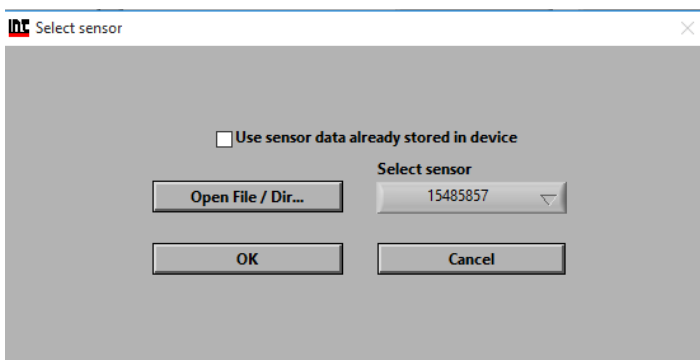 Select sensor
Use sensor data already stored in device
Select sensor
Open File / Dir...
15485857
OK
Cancel